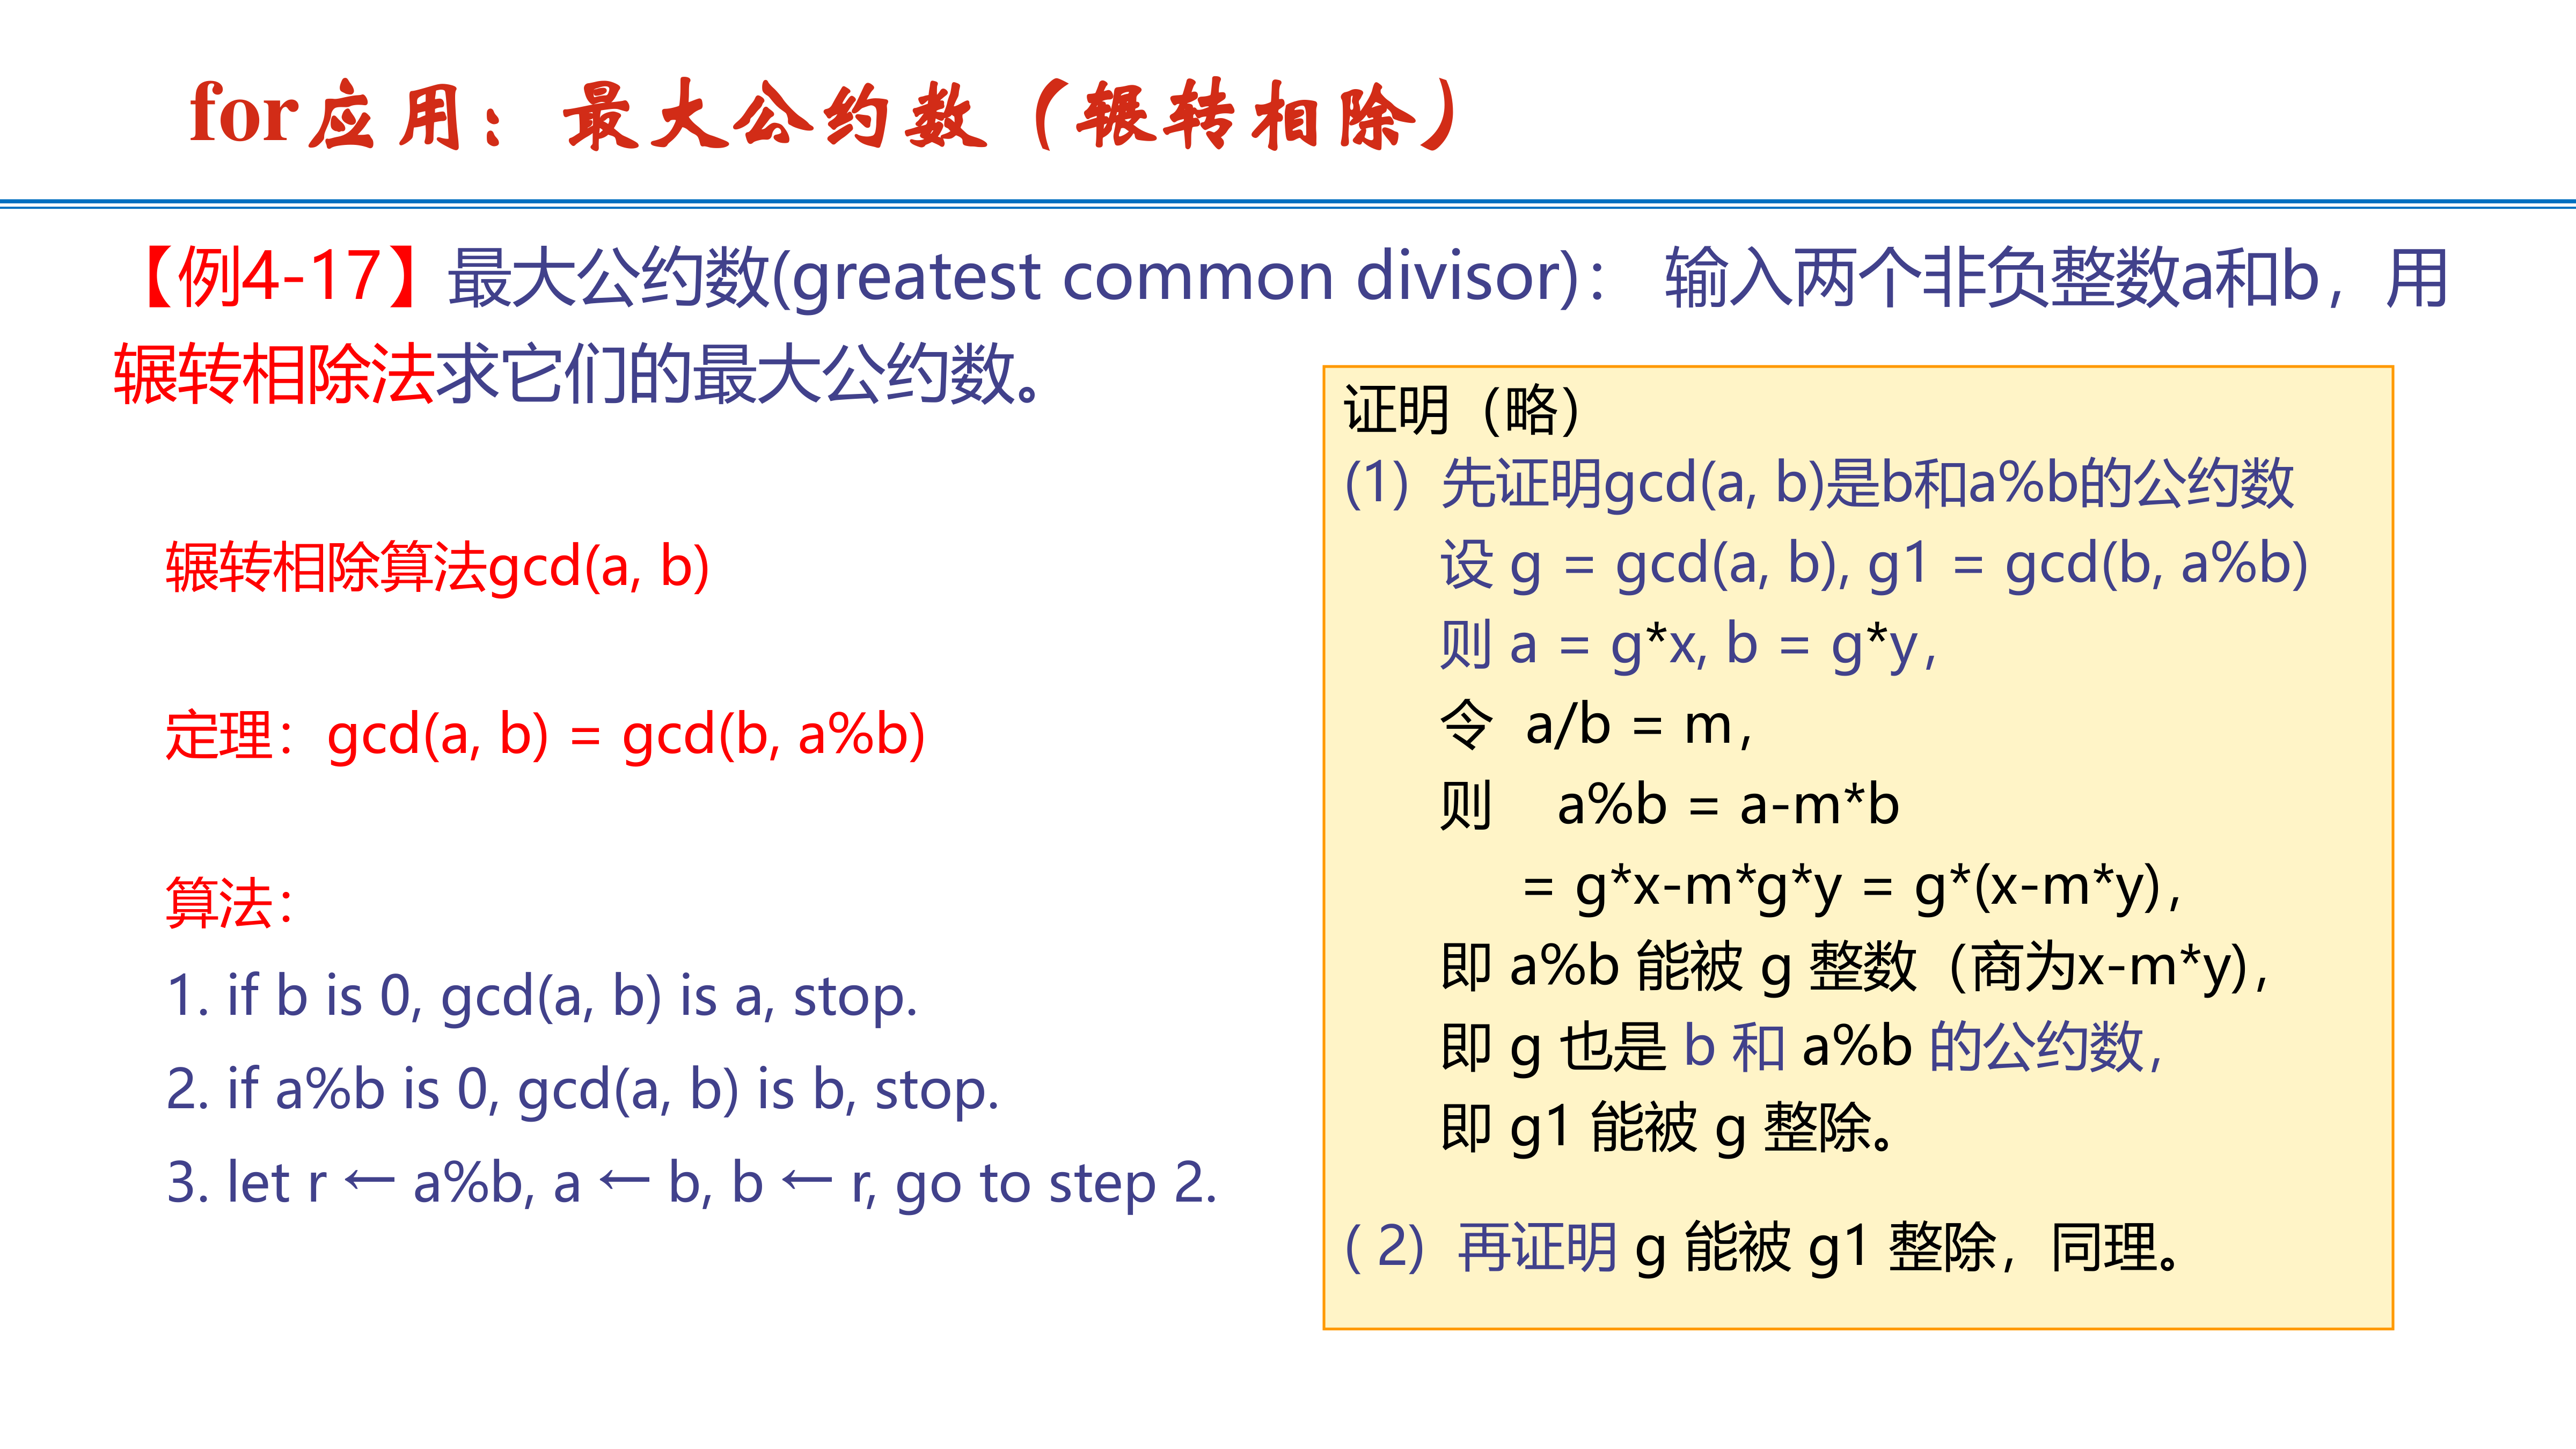 for应用：最大公约数（辗转相除）
【例4-17】最大公约数(greatest common divisor)： 输入两个非负整数a和b，用
辗转相除法求它们的最大公约数。
辗转相除算法gcd(a, b)
定理：gcd(a, b) = gcd(b, a%b)
算法：
1. if b is 0, gcd(a, b) is a, stop.
2. if a%b is 0, gcd(a, b) is b, stop.
3. let r ← a%b, a ← b, b ← r, go to step 2.
证明（略）
(1) 先证明gcd(a, b)是b和a%b的公约数
设 g = gcd(a, b), g1 = gcd(b, a%b)
则 a = g*x, b = g*y，
令 a/b = m，
则 a%b = a-m*b
= g*x-m*g*y = g*(x-m*y)，
即 a%b 能被 g 整数（商为x-m*y)，
即 g 也是 b 和 a%b 的公约数，
即 g1 能被 g 整除。
( 2) 再证明 g 能被 g1 整除，同理。